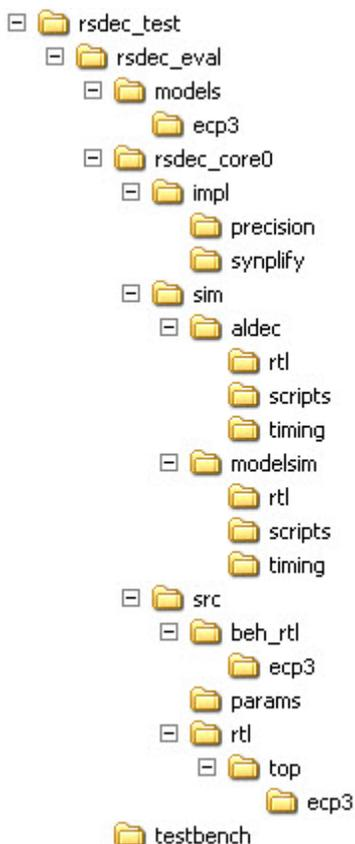 rsdec_test
rsdec_eval
models
ecp3
rsdec_core0
impl
precision
synplify
sim
aldec
rtl
scripts
timing
modelsim
rtl
scripts
timing
src
beh_rtl
ecp3
params
rtl
top
ecp3
testbench